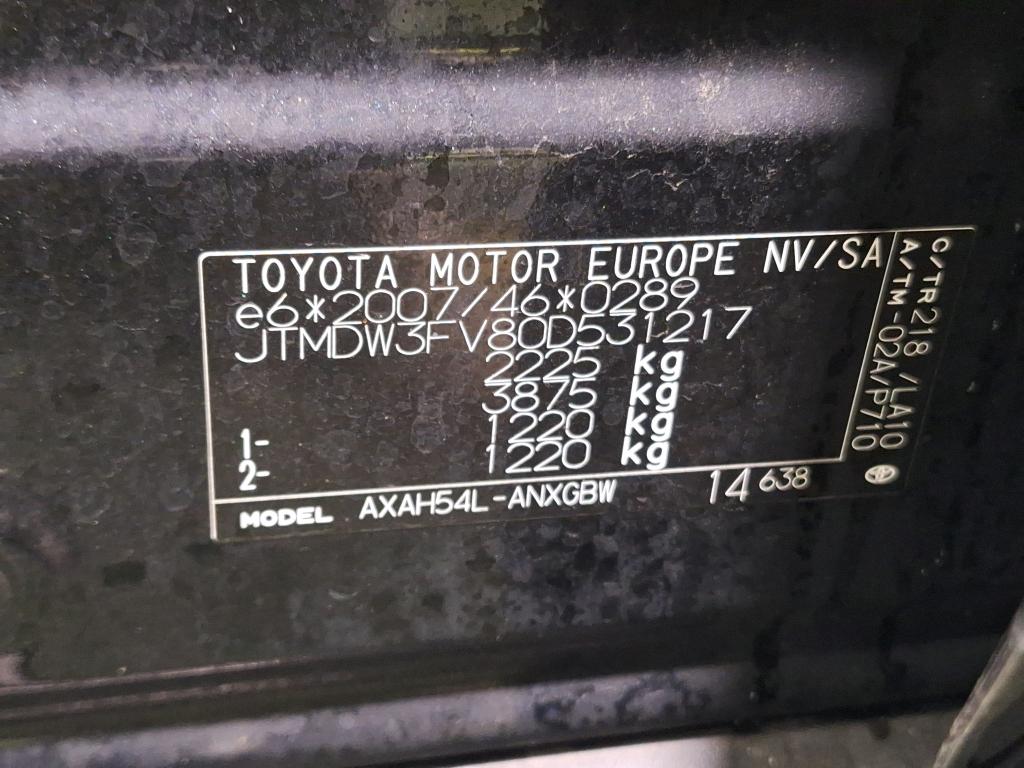 TOYOTA MOTOR EUROPE NV/SA
e6*2007/46*0289
JTMDW3FV80D531217
2225 kg
3875 kg
1- 1220 kg
2- 1220 kg
MODEL AXAH54L-ANXGBW 14 638
C/TR218 /LA10
A/TM-02A/P710